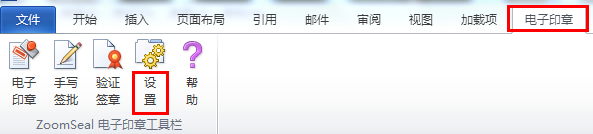 文件 开始 插入 页面布局 引用 邮件 审阅 视图 加载项 电子印章
电子 手写 验证 设 帮
印章 签批 签章 置 助
ZoomSeal 电子印章工具栏